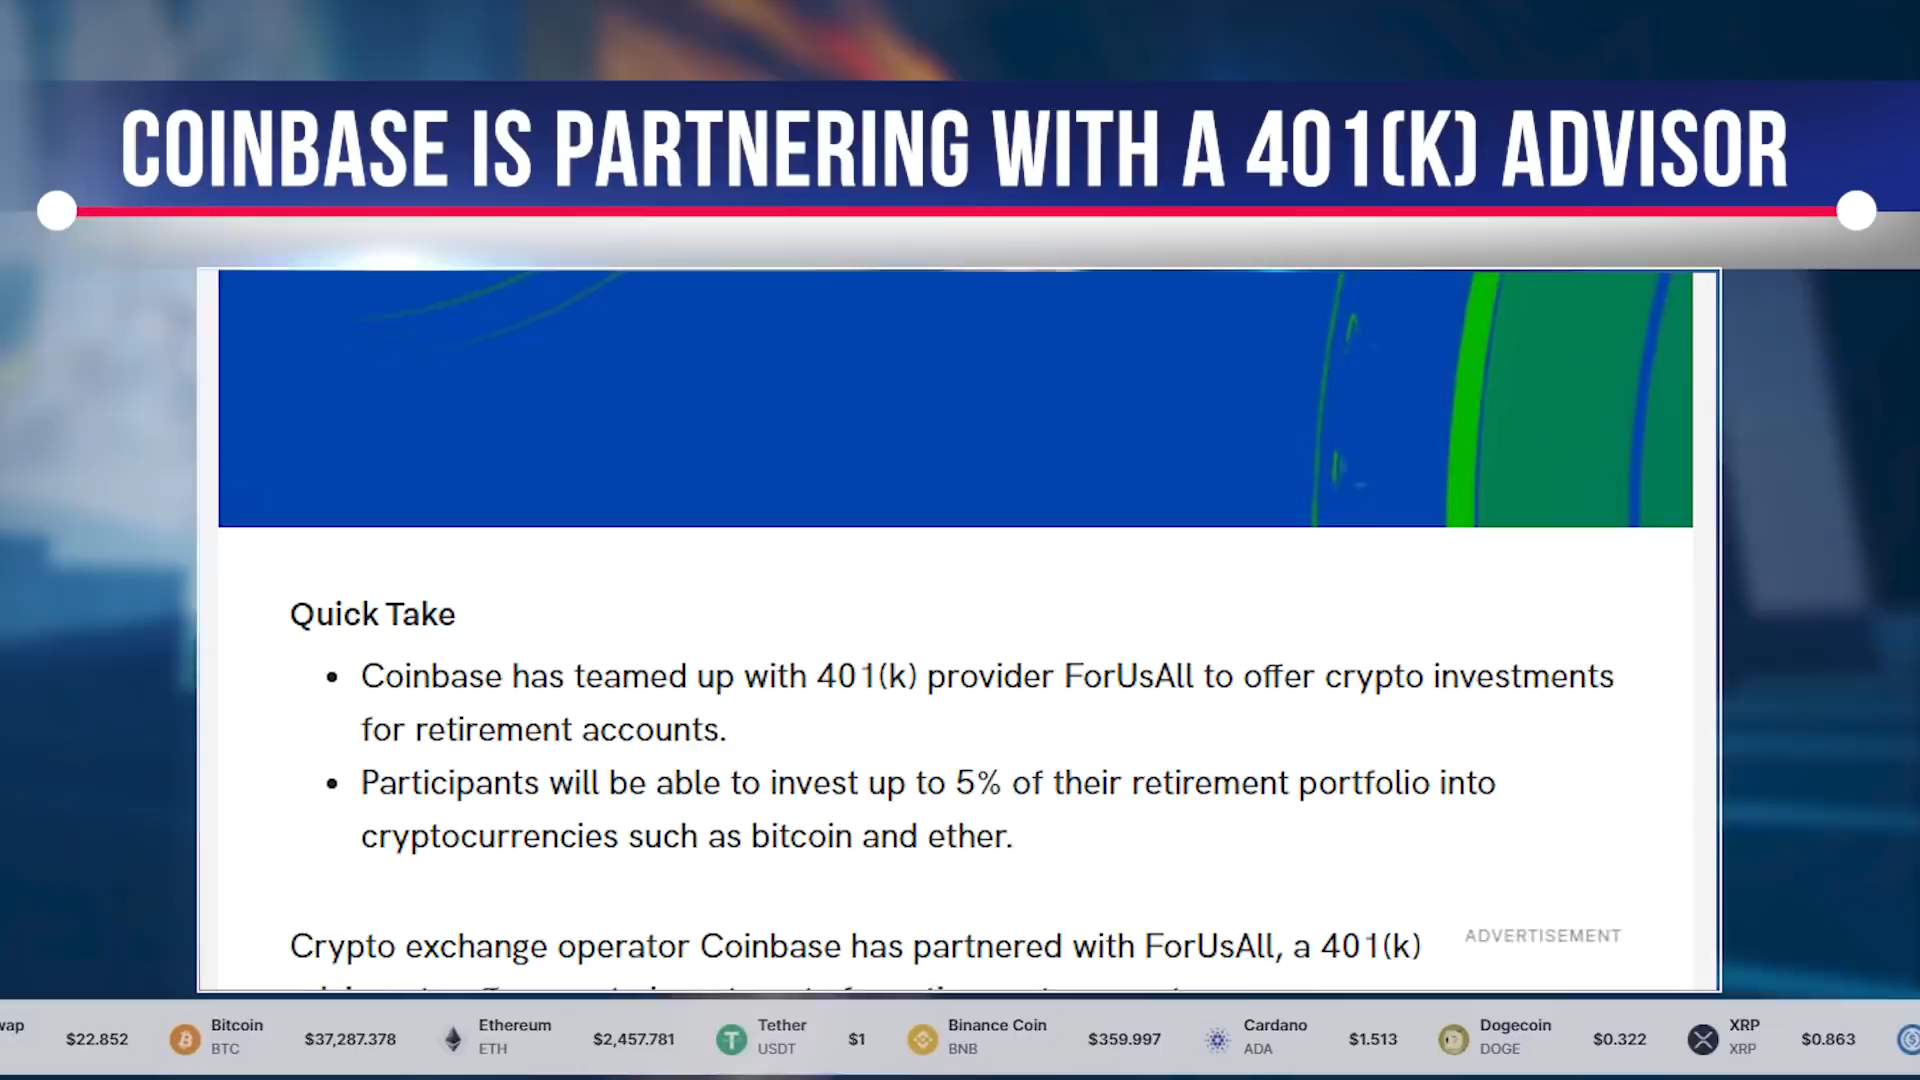 COINBASE IS PARTNERING WITH A 401(K) ADVISOR
Quick Take
• Coinbase has teamed up with 401(k) provider ForUsAll to offer crypto investments
for retirement accounts.
• Participants will be able to invest up to 5% of their retirement portfolio into
cryptocurrencies such as bitcoin and ether.
Crypto exchange operator Coinbase has partnered with ForUsAll, a 401(k)
ADVERTISEMENT
wap $22.852
Bitcoin BTC $37,287.378
Ethereum ETH $2,457.781
Tether USDT $1
Binance Coin BNB $359.997
Cardano ADA $1.513
Dogecoin DOGE $0.322
XRP XRP $0.863